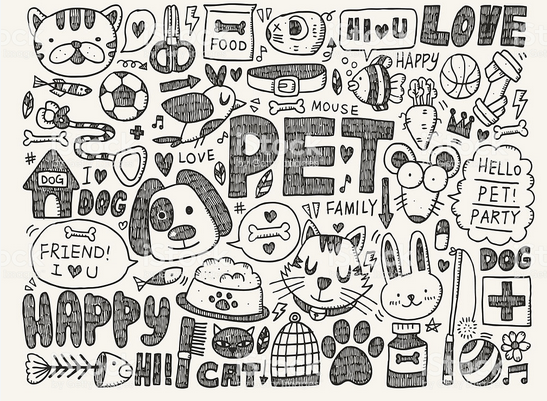 LOVE
HI ♥ U
FOOD
HAPPY
MOUSE
PET
LOVE
DOG
I ♥
DOG
HELLO
PET!
PARTY
FAMILY
FRIEND!
I ♥ U
DOG
HAPPY
HI!!
CAT